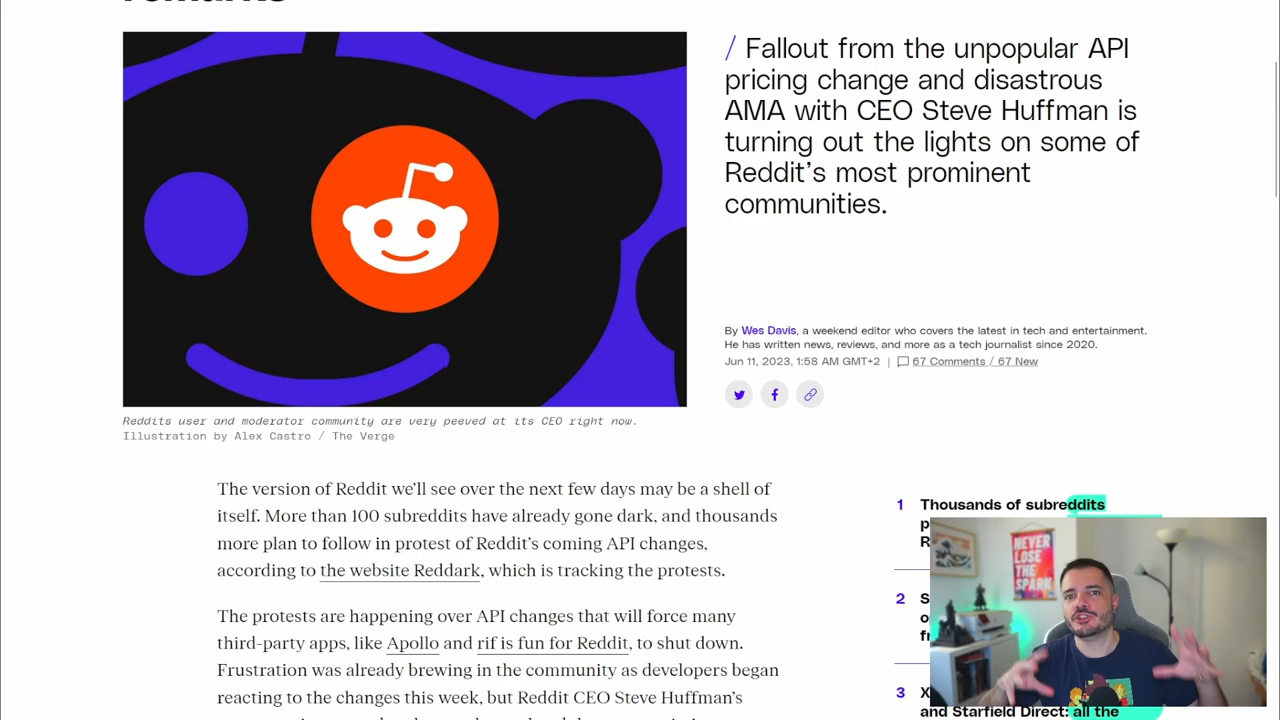 / Fallout from the unpopular API
pricing change and disastrous
AMA with CEO Steve Huffman is
turning out the lights on some of
Reddit's most prominent
communities.
By Wes Davis, a weekend editor who covers the latest in tech and entertainment.
He has written news, reviews, and more as a tech journalist since 2020.
Jun 11, 2023, 1:58 AM GMT+2 | 67 Comments / 67 New
Reddits user and moderator community are very peeved at its CEO right now.
Illustration by Alex Castro / The Verge
The version of Reddit we'll see over the next few days may be a shell of
itself. More than 100 subreddits have already gone dark, and thousands
more plan to follow in protest of Reddit's coming API changes,
according to the website Reddark, which is tracking the protests.
The protests are happening over API changes that will force many
third-party apps, like Apollo and rif is fun for Reddit, to shut down.
Frustration was already brewing in the community as developers began
reacting to the changes this week, but Reddit CEO Steve Huffman's
1 Thousands of subreddits
p
R
2 S
o
fr
3 X
and Starfield Direct: all the
NEVER
LOSE
THE
SPARK